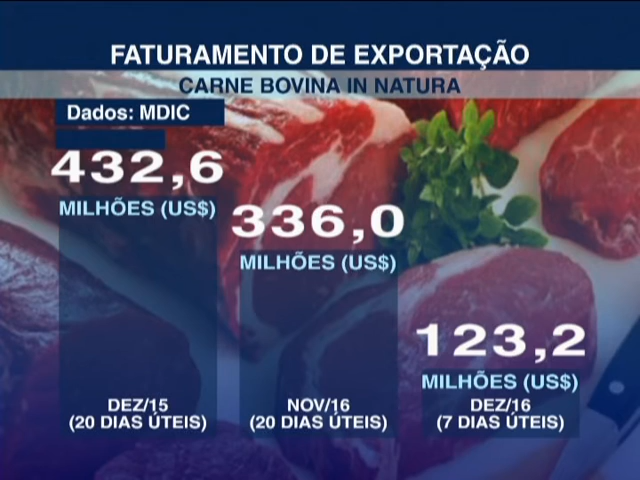 FATURAMENTO DE EXPORTAÇÃO
CARNE BOVINA IN NATURA
Dados: MDIC
432,6
MILHÕES (US$)
336,0
MILHÕES (US$)
123,2
MILHÕES (US$)
DEZ/15
(20 DIAS ÚTEIS)
NOV/16
(20 DIAS ÚTEIS)
DEZ/16
(7 DIAS ÚTEIS)